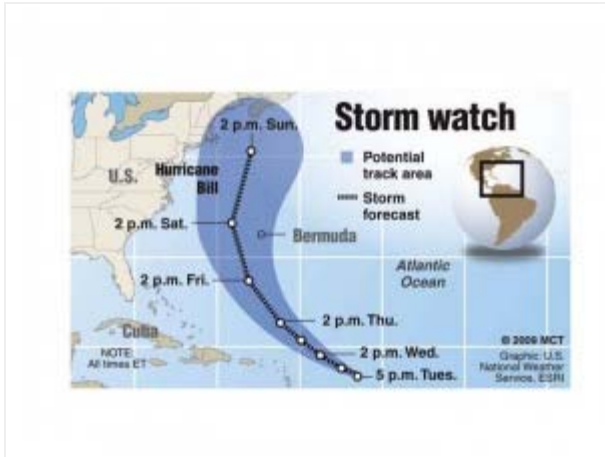 Storm watch
Potential
track area
Storm
forecast
2 p.m. Sun.
Hurricane
Bill
U.S.
2 p.m. Sat.
Bermuda
2 p.m. Fri.
Atlantic
Ocean
2 p.m. Thu.
Cuba
2 p.m. Wed.
5 p.m. Tues.
NOTE:
All times ET
© 2009 MCT
Graphic: U.S.
National Weather
Service, ESRI